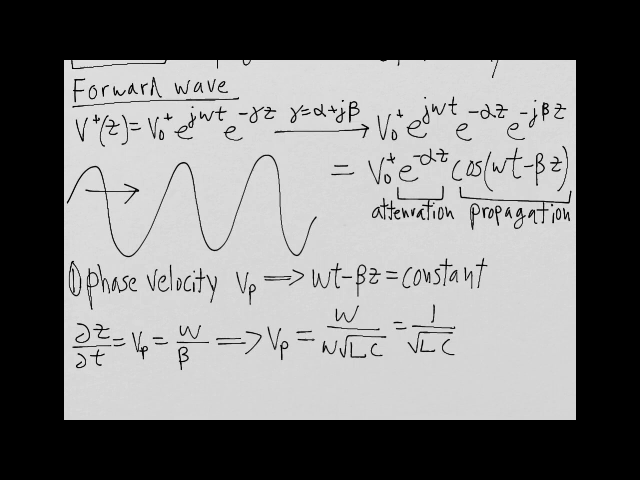 Forward wave
V⁺(z) = V₀⁺ e^jwt e^-γz γ=α+jβ → V₀⁺ e^jwt e^-αz e^-jβz
= V₀⁺ e^-αz cos(wt-βz)
attenration propagation
① phase velocity Vp ⟹ wt-βz = constant
∂z/∂t = Vp = w/β ⟹ Vp = w/w√LC = 1/√LC